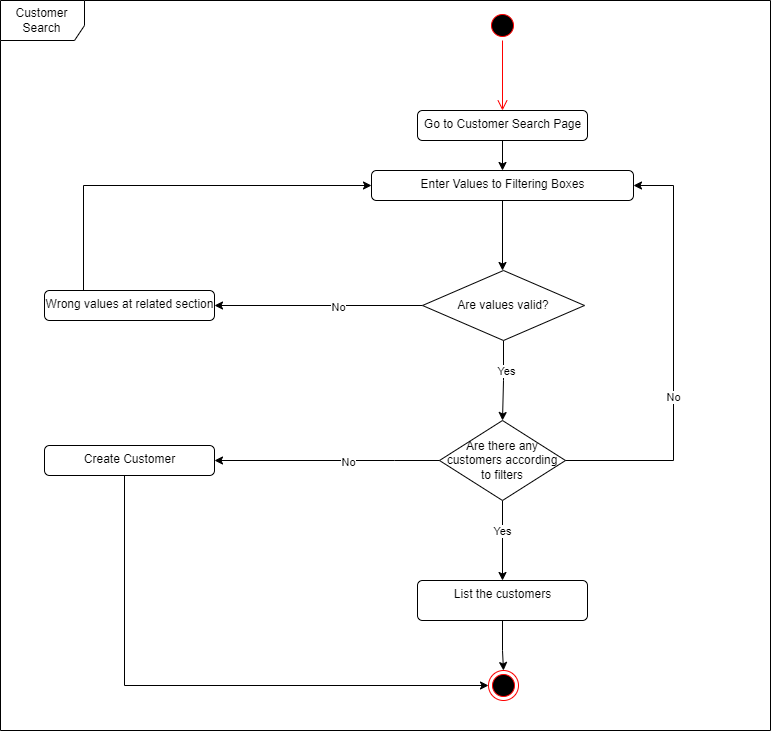 Customer
Search
Go to Customer Search Page
Enter Values to Filtering Boxes
Wrong values at related section
No
Are values valid?
Yes
No
Create Customer
No
Are there any
customers according
to filters
Yes
List the customers